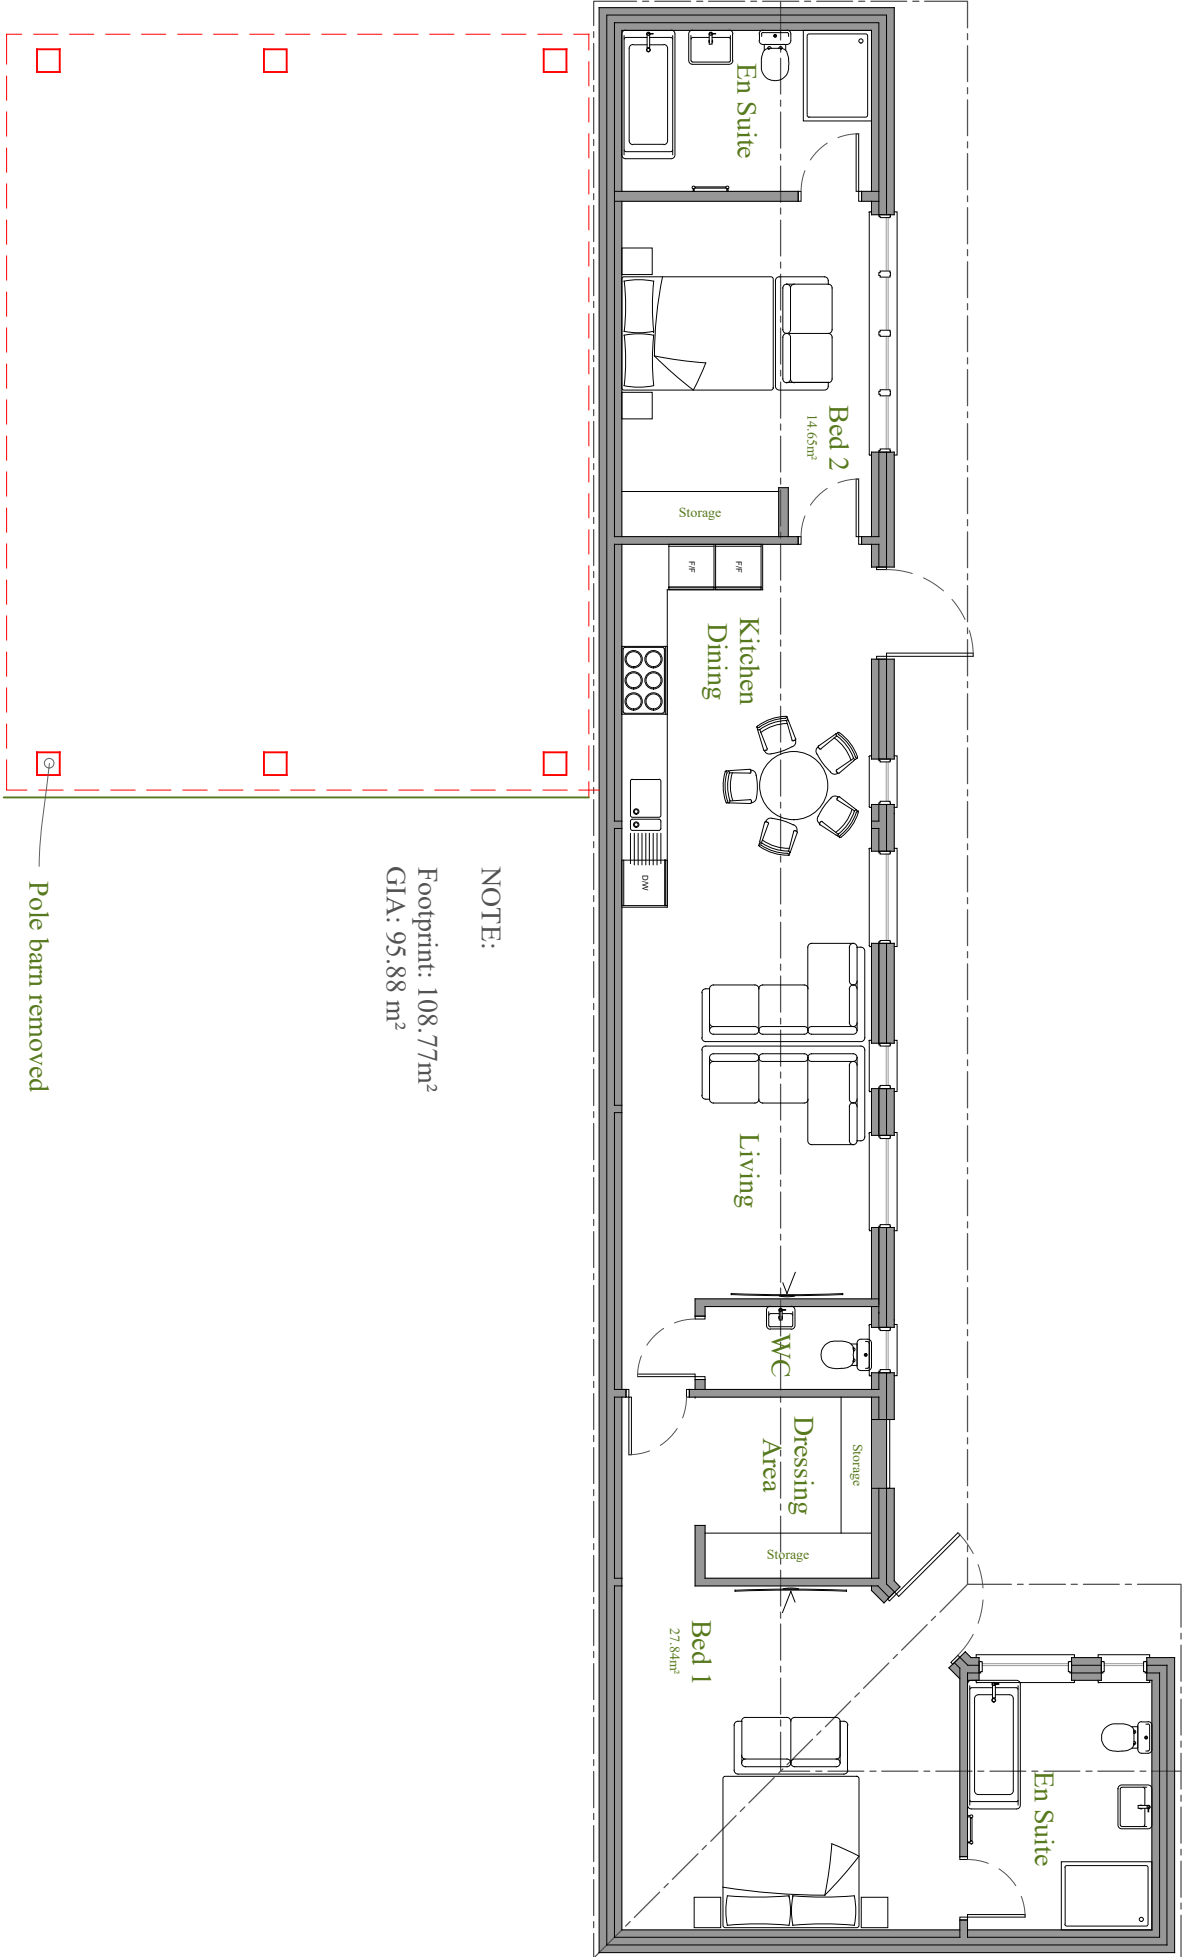 En Suite
Bed 2
14.65m²
Storage
F/F
F/F
Kitchen
Dining
D/W
Living
WC
Dressing
Area
Storage
Storage
Bed 1
27.84m²
En Suite
NOTE:
Footprint: 108.77m²
GIA: 95.88 m²
Pole barn removed